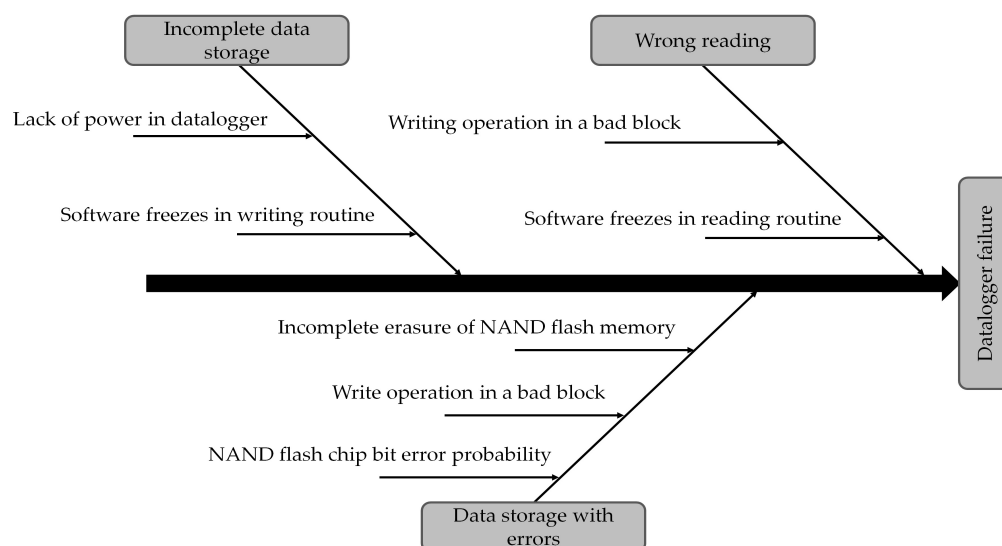 Incomplete data
storage
Wrong reading
Lack of power in datalogger
Writing operation in a bad block
Software freezes in writing routine
Software freezes in reading routine
Datalogger failure
Incomplete erasure of NAND flash memory
Write operation in a bad block
NAND flash chip bit error probability
Data storage with
errors